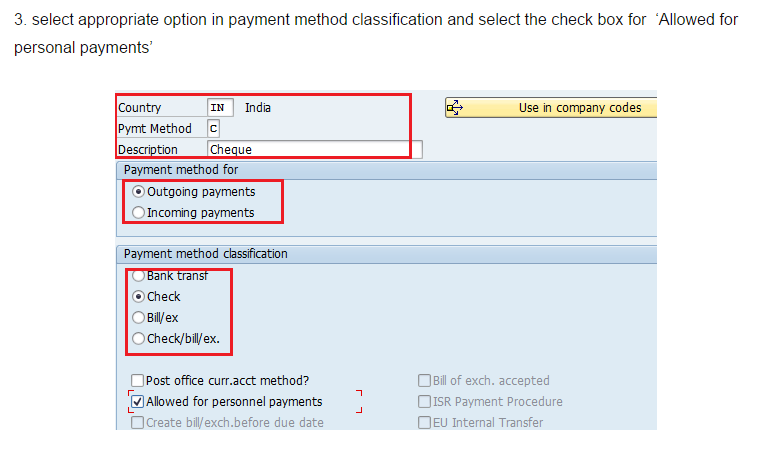 3. select appropriate option in payment method classification and select the check box for ‘Allowed for
personal payments’
Country IN India Use in company codes
Pymt Method C
Description Cheque
Payment method for
Outgoing payments
Incoming payments
Payment method classification
Bank transf
Check
Bill/ex
Check/bill/ex.
Post office curr.acct method? Bill of exch. accepted
Allowed for personnel payments ISR Payment Procedure
Create bill/exch.before due date EU Internal Transfer